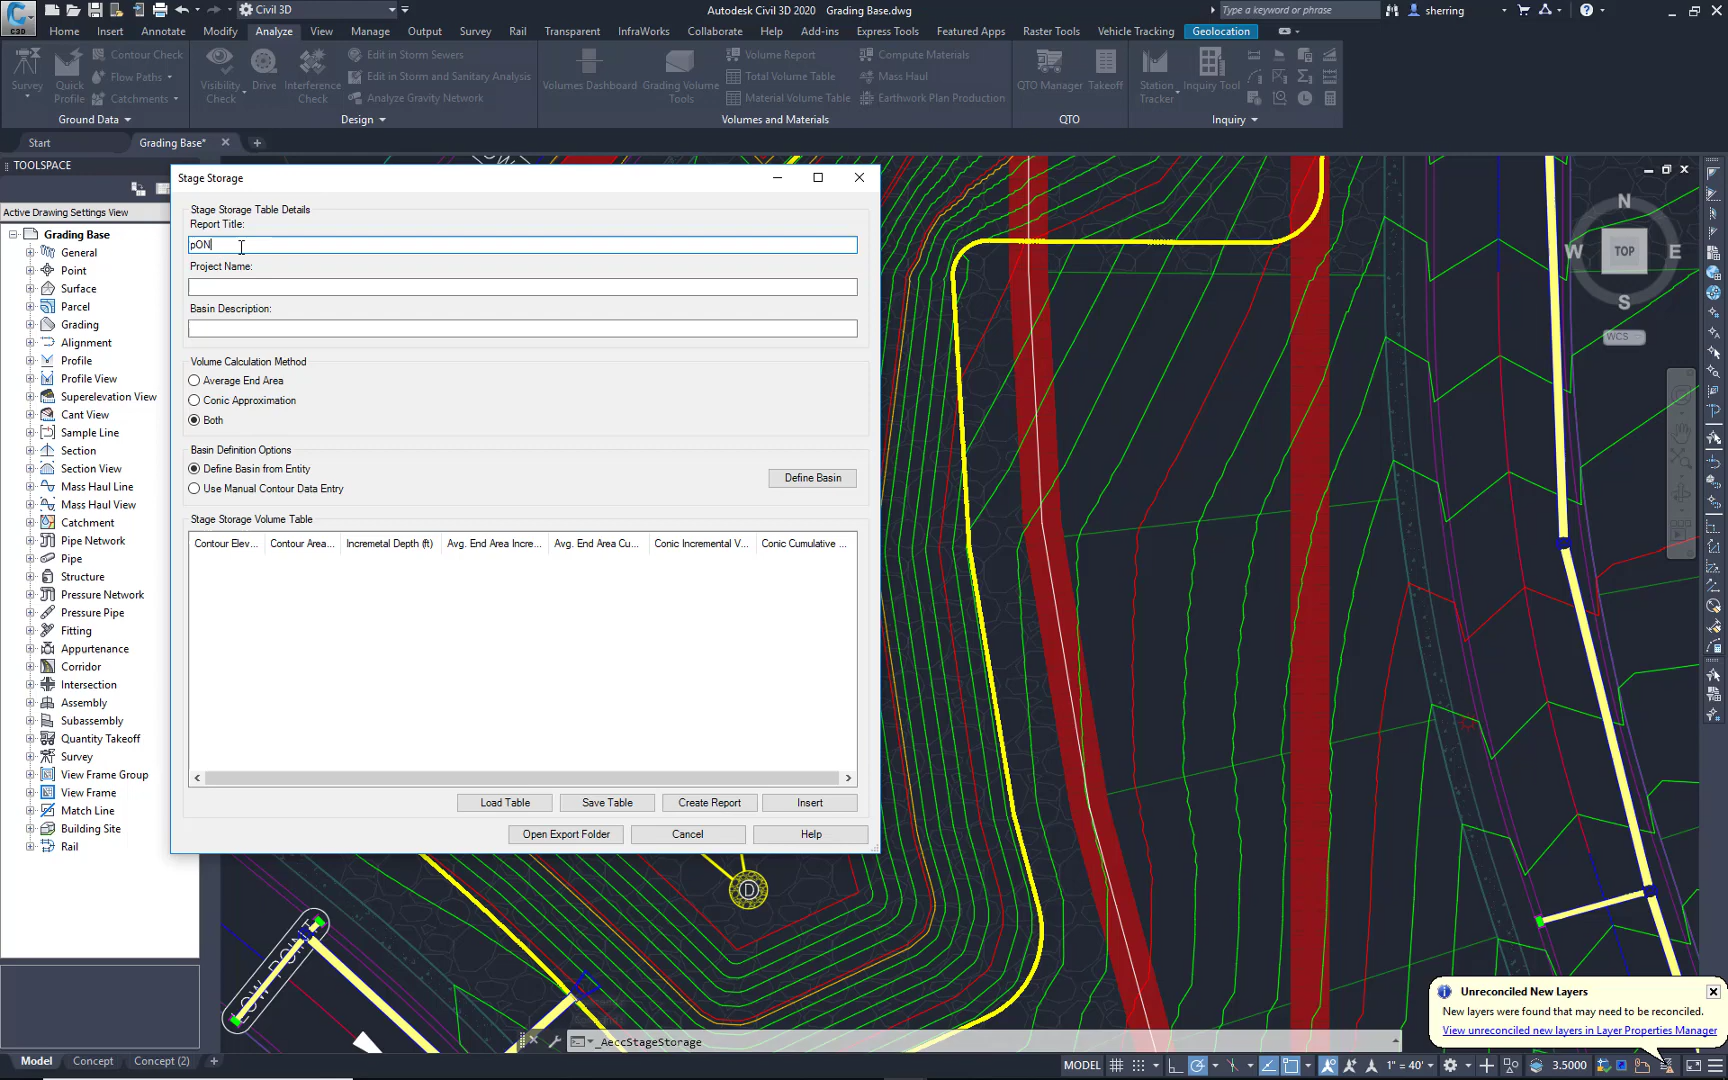 C3D
Civil 3D
Autodesk Civil 3D 2020 Grading Base.dwg
Type a keyword or phrase
sherring
Home Insert Annotate Modify Analyze View Manage Output Survey Rail Transparent InfraWorks Collaborate Help Add-ins Express Tools Featured Apps Raster Tools Vehicle Tracking Geolocation
Survey
Quick
Profile
Contour Check
Flow Paths
Catchments
Visibility
Check
Drive
Interference
Check
Edit in Storm Sewers
Edit in Storm and Sanitary Analysis
Analyze Gravity Network
Volumes Dashboard
Grading Volume
Tools
Volume Report
Total Volume Table
Material Volume Table
Compute Materials
Mass Haul
Earthwork Plan Production
QTO Manager
Takeoff
Station
Tracker
Inquiry Tool
Ground Data
Design
Volumes and Materials
QTO
Inquiry
Start
Grading Base*
TOOLSPACE
Active Drawing Settings View
Grading Base
General
Point
Surface
Parcel
Grading
Alignment
Profile
Profile View
Superelevation View
Cant View
Sample Line
Section
Section View
Mass Haul Line
Mass Haul View
Catchment
Pipe Network
Pipe
Structure
Pressure Network
Pressure Pipe
Fitting
Appurtenance
Corridor
Intersection
Assembly
Subassembly
Quantity Takeoff
Survey
View Frame Group
View Frame
Match Line
Building Site
Rail
Stage Storage
Stage Storage Table Details
Report Title:
pON
Project Name:
Basin Description:
Volume Calculation Method
Average End Area
Conic Approximation
Both
Basin Definition Options
Define Basin from Entity
Use Manual Contour Data Entry
Define Basin
Stage Storage Volume Table
Contour Elev... Contour Area... Incremetal Depth (ft) Avg. End Area Incre... Avg. End Area Cu... Conic Incremental V... Conic Cumulative ...
Load Table
Save Table
Create Report
Insert
Open Export Folder
Cancel
Help
N
W
TOP
E
S
WCS
D
LOW POINT
Unreconciled New Layers
New layers were found that may need to be reconciled.
View unreconciled new layers in Layer Properties Manager
_AeccStageStorage
Model
Concept
Concept (2)
MODEL
1" = 40'
3.5000